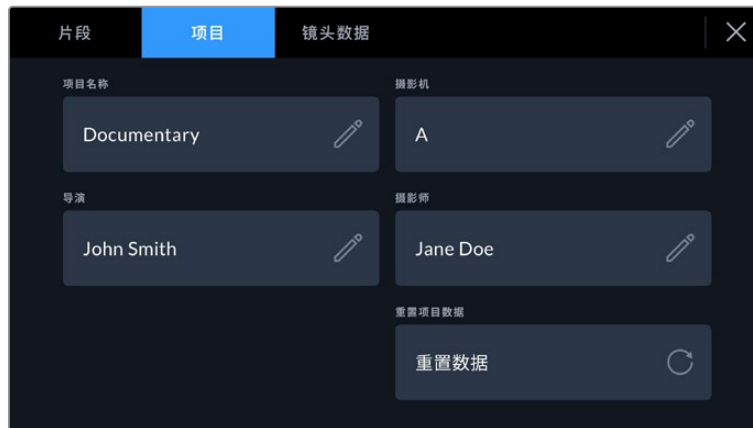 片段 项目 镜头数据
项目名称 摄影机
Documentary A
导演 摄影师
John Smith Jane Doe
重置项目数据
重置数据